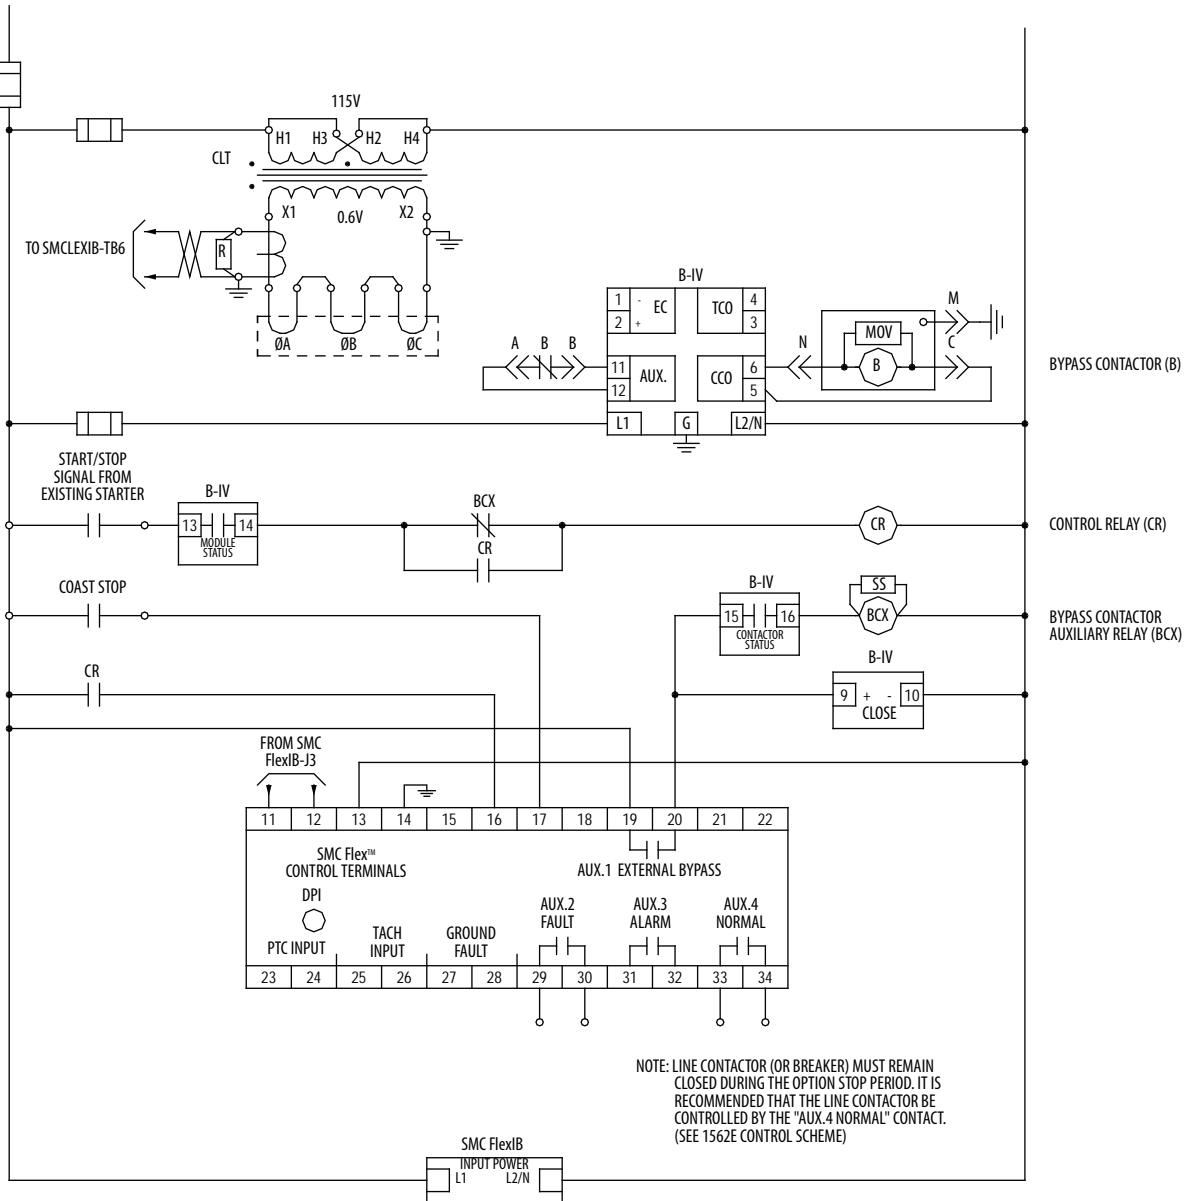 115V
H1 H3 H2 H4
CLT
X1 0.6V X2
TO SMCLEXIB-TB6
R
ØA ØB ØC
B-IV
1 - EC TCO 4
2 + 3
M
MOV
A B B
11 AUX. CCO 6
12 5
N
B
C
BYPASS CONTACTOR (B)
L1 G L2/N
START/STOP
SIGNAL FROM
EXISTING STARTER
B-IV
13 14
MODULE
STATUS
BCX
CR
CR
CONTROL RELAY (CR)
COAST STOP
B-IV
15 16
CONTACTOR
STATUS
SS
BCX
BYPASS CONTACTOR
AUXILIARY RELAY (BCX)
CR
B-IV
9 + - 10
CLOSE
FROM SMC
FlexIB-J3
11 12 13 14 15 16 17 18 19 20 21 22
SMC Flex™
CONTROL TERMINALS
AUX.1 EXTERNAL BYPASS
DPI
PTC INPUT
TACH
INPUT
GROUND
FAULT
AUX.2
FAULT
AUX.3
ALARM
AUX.4
NORMAL
23 24 25 26 27 28 29 30 31 32 33 34
NOTE: LINE CONTACTOR (OR BREAKER) MUST REMAIN
CLOSED DURING THE OPTION STOP PERIOD. IT IS
RECOMMENDED THAT THE LINE CONTACTOR BE
CONTROLLED BY THE "AUX.4 NORMAL" CONTACT.
(SEE 1562E CONTROL SCHEME)
SMC FlexIB
INPUT POWER
L1 L2/N